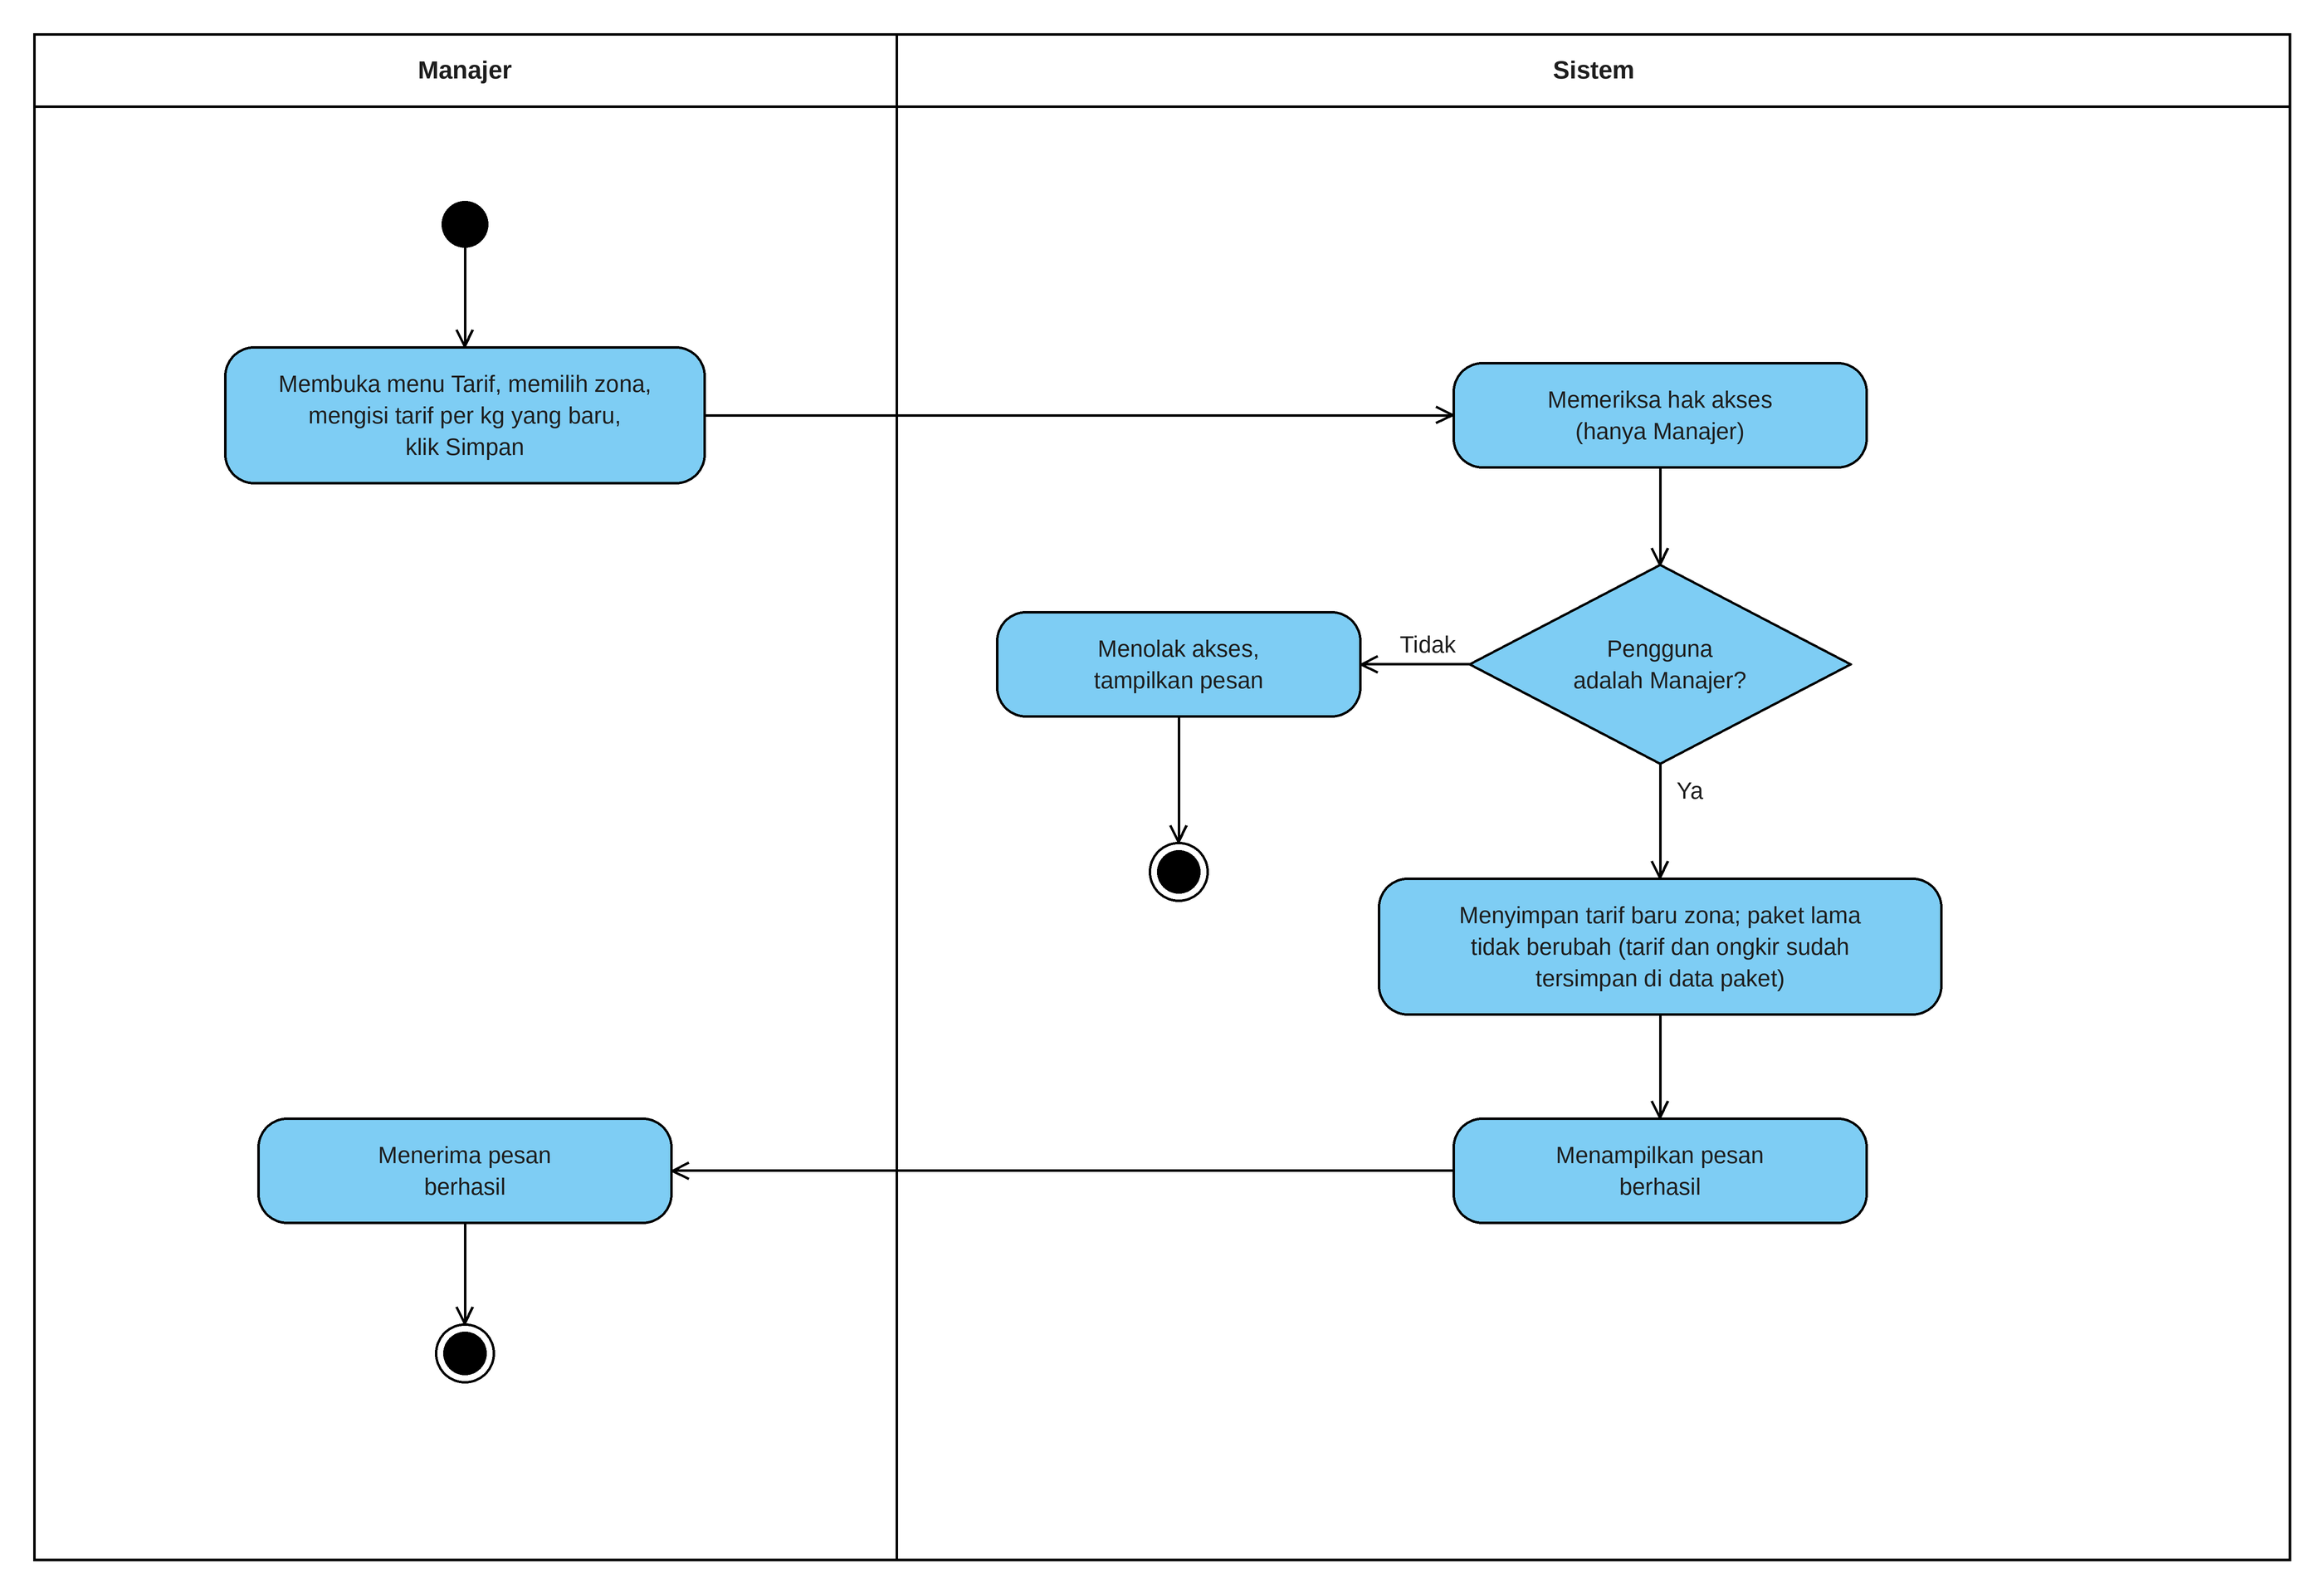 Manajer
Sistem
Membuka menu Tarif, memilih zona,
mengisi tarif per kg yang baru,
klik Simpan
Memeriksa hak akses
(hanya Manajer)
Pengguna
adalah Manajer?
Tidak
Menolak akses,
tampilkan pesan
Ya
Menyimpan tarif baru zona; paket lama
tidak berubah (tarif dan ongkir sudah
tersimpan di data paket)
Menampilkan pesan
berhasil
Menerima pesan
berhasil